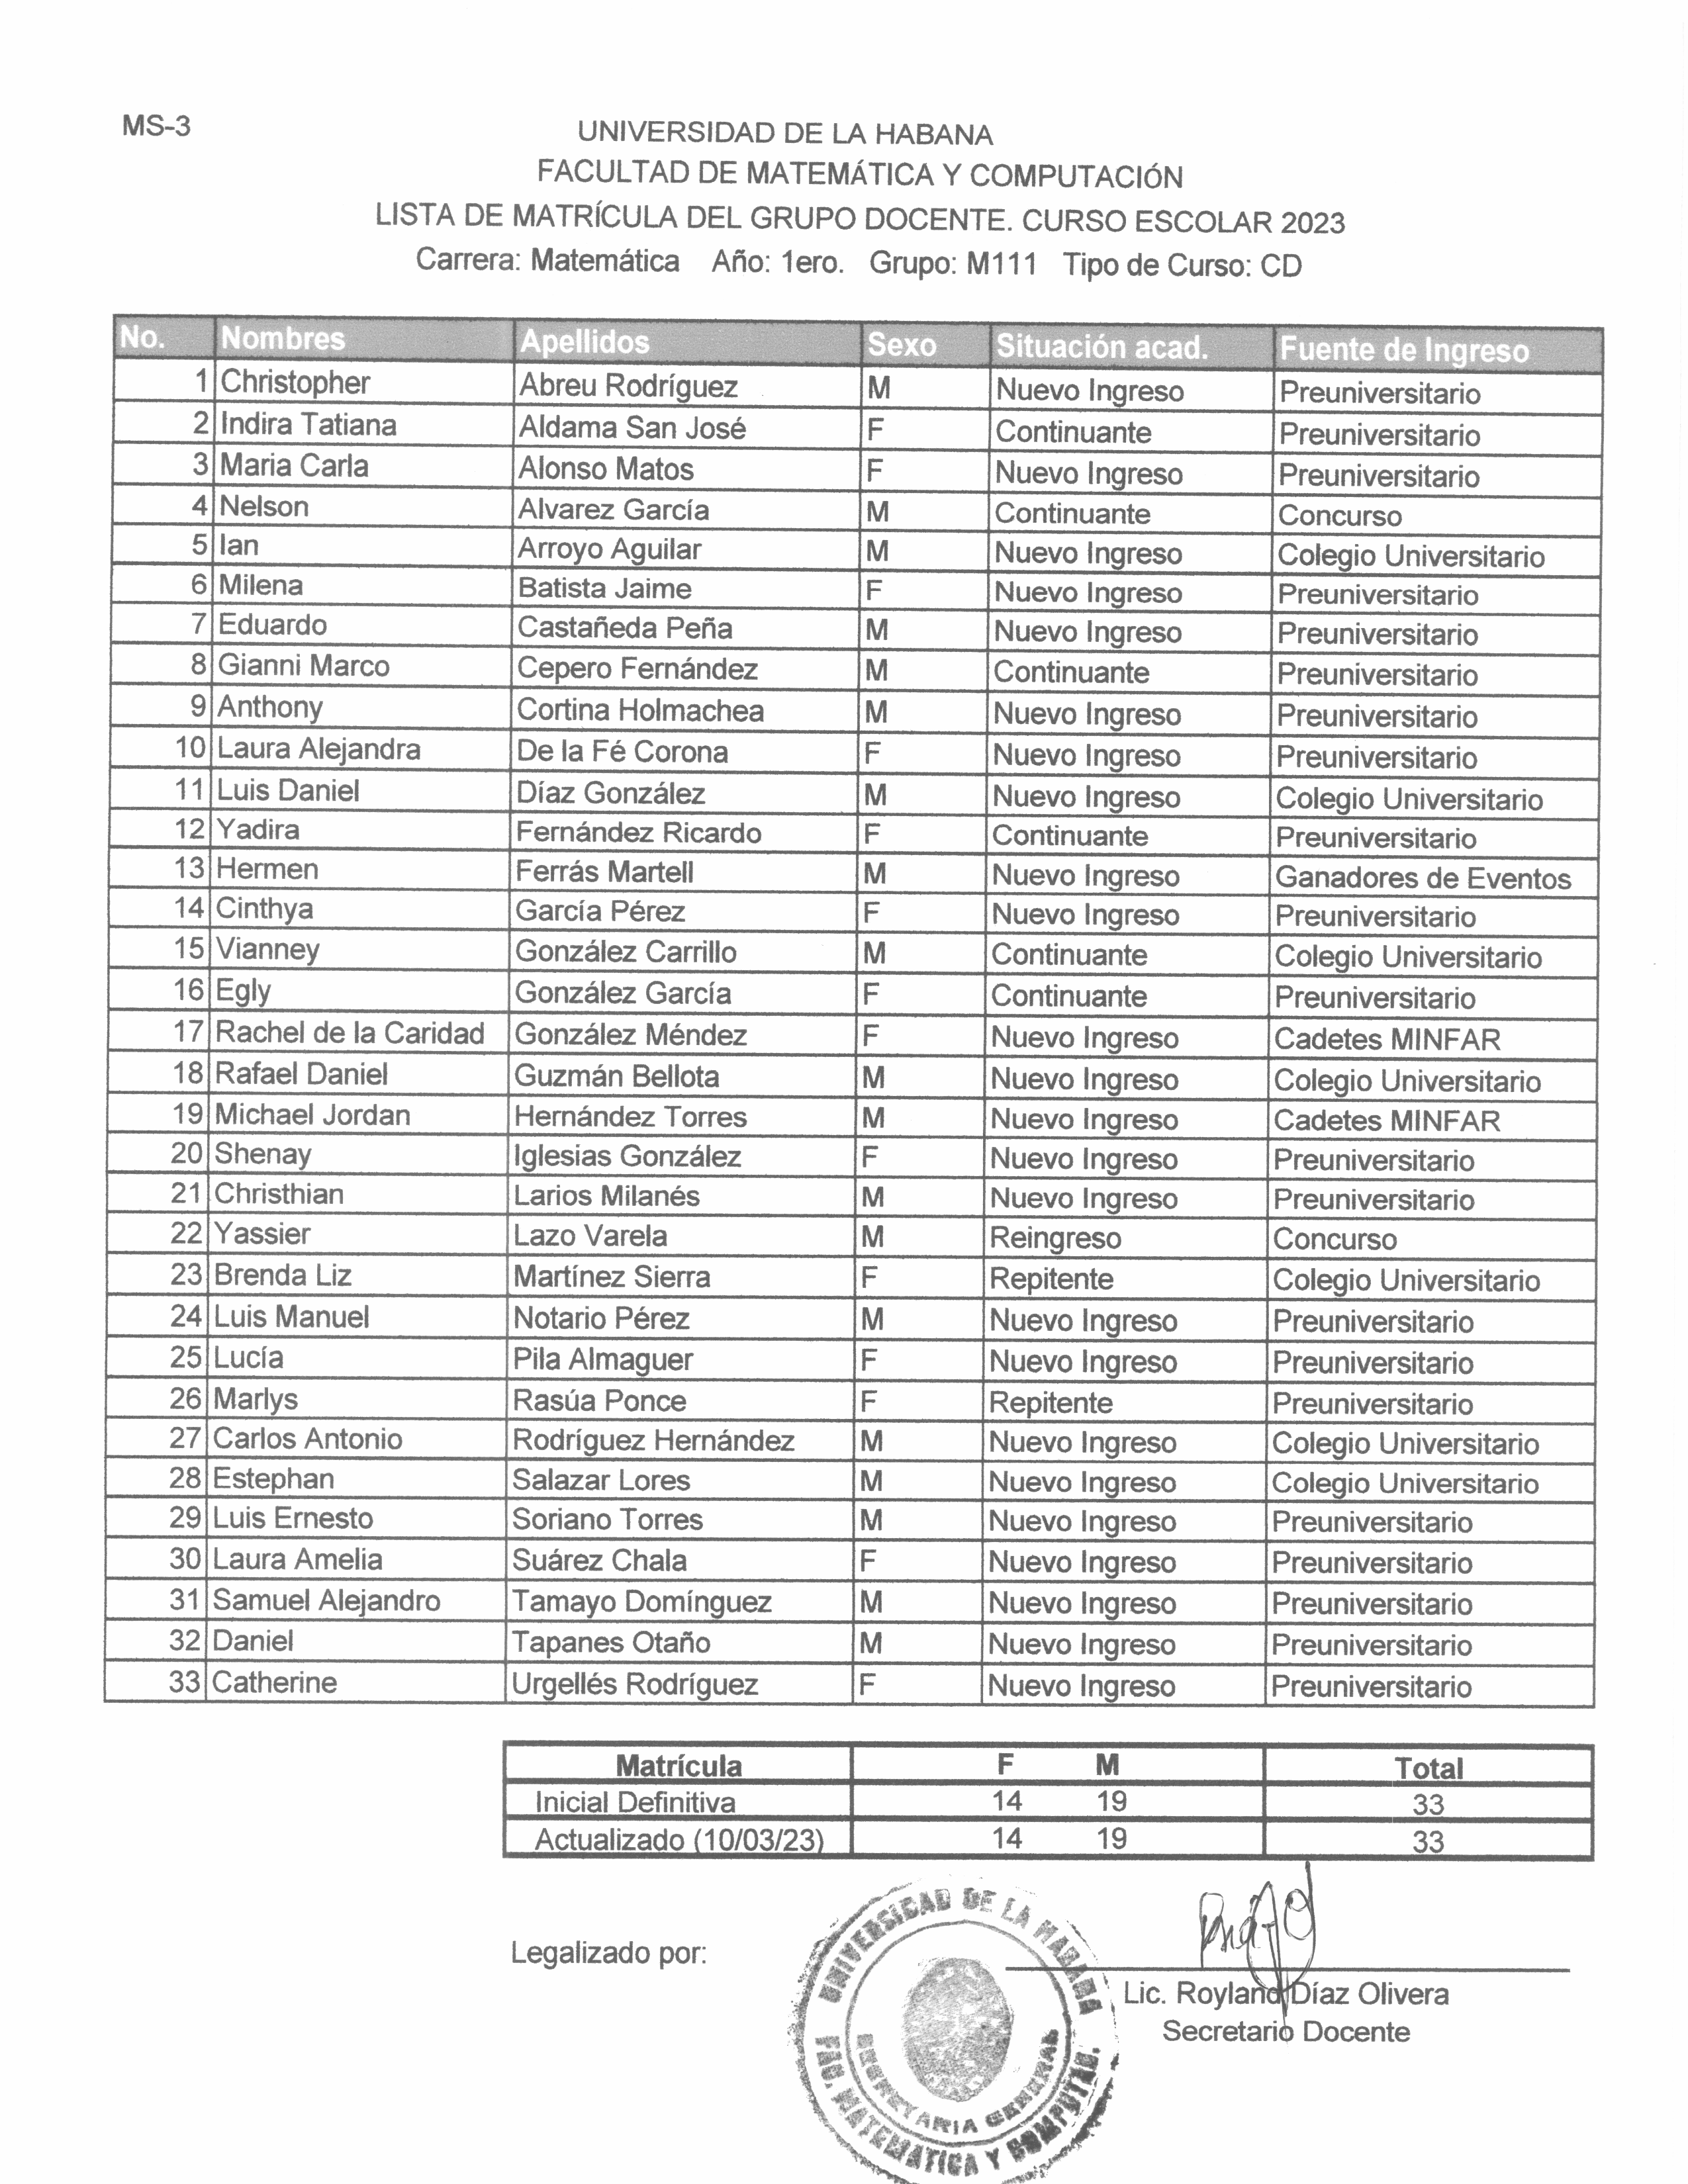 MS-3
UNIVERSIDAD DE LA HABANA
FACULTAD DE MATEMÁTICA Y COMPUTACIÓN
LISTA DE MATRÍCULA DEL GRUPO DOCENTE. CURSO ESCOLAR 2023
Carrera: Matemática Año: 1ero. Grupo: M111 Tipo de Curso: CD
No. Nombres Apellidos Sexo Situación acad. Fuente de Ingreso
1 Christopher Abreu Rodríguez M Nuevo Ingreso Preuniversitario
2 Indira Tatiana Aldama San José F Continuante Preuniversitario
3 Maria Carla Alonso Matos F Nuevo Ingreso Preuniversitario
4 Nelson Alvarez García M Continuante Concurso
5 Ian Arroyo Aguilar M Nuevo Ingreso Colegio Universitario
6 Milena Batista Jaime F Nuevo Ingreso Preuniversitario
7 Eduardo Castañeda Peña M Nuevo Ingreso Preuniversitario
8 Gianni Marco Cepero Fernández M Continuante Preuniversitario
9 Anthony Cortina Holmachea M Nuevo Ingreso Preuniversitario
10 Laura Alejandra De la Fé Corona F Nuevo Ingreso Preuniversitario
11 Luis Daniel Díaz González M Nuevo Ingreso Colegio Universitario
12 Yadira Fernández Ricardo F Continuante Preuniversitario
13 Hermen Ferrás Martell M Nuevo Ingreso Ganadores de Eventos
14 Cinthya García Pérez F Nuevo Ingreso Preuniversitario
15 Vianney González Carrillo M Continuante Colegio Universitario
16 Egly González García F Continuante Preuniversitario
17 Rachel de la Caridad González Méndez F Nuevo Ingreso Cadetes MINFAR
18 Rafael Daniel Guzmán Bellota M Nuevo Ingreso Colegio Universitario
19 Michael Jordan Hernández Torres M Nuevo Ingreso Cadetes MINFAR
20 Shenay Iglesias González F Nuevo Ingreso Preuniversitario
21 Christhian Larios Milanés M Nuevo Ingreso Preuniversitario
22 Yassier Lazo Varela M Reingreso Concurso
23 Brenda Liz Martínez Sierra F Repitente Colegio Universitario
24 Luis Manuel Notario Pérez M Nuevo Ingreso Preuniversitario
25 Lucía Pila Almaguer F Nuevo Ingreso Preuniversitario
26 Marlys Rasúa Ponce F Repitente Preuniversitario
27 Carlos Antonio Rodríguez Hernández M Nuevo Ingreso Colegio Universitario
28 Estephan Salazar Lores M Nuevo Ingreso Colegio Universitario
29 Luis Ernesto Soriano Torres M Nuevo Ingreso Preuniversitario
30 Laura Amelia Suárez Chala F Nuevo Ingreso Preuniversitario
31 Samuel Alejandro Tamayo Domínguez M Nuevo Ingreso Preuniversitario
32 Daniel Tapanes Otaño M Nuevo Ingreso Preuniversitario
33 Catherine Urgellés Rodríguez F Nuevo Ingreso Preuniversitario
Matrícula F M Total
Inicial Definitiva 14 19 33
Actualizado (10/03/23) 14 19 33
Legalizado por:
Lic. Royland Díaz Olivera
Secretario Docente
UNIVERSIDAD DE LA HABANA
SECRETARIA GENERAL
FAC. MATEMATICA Y COMPUTAC.